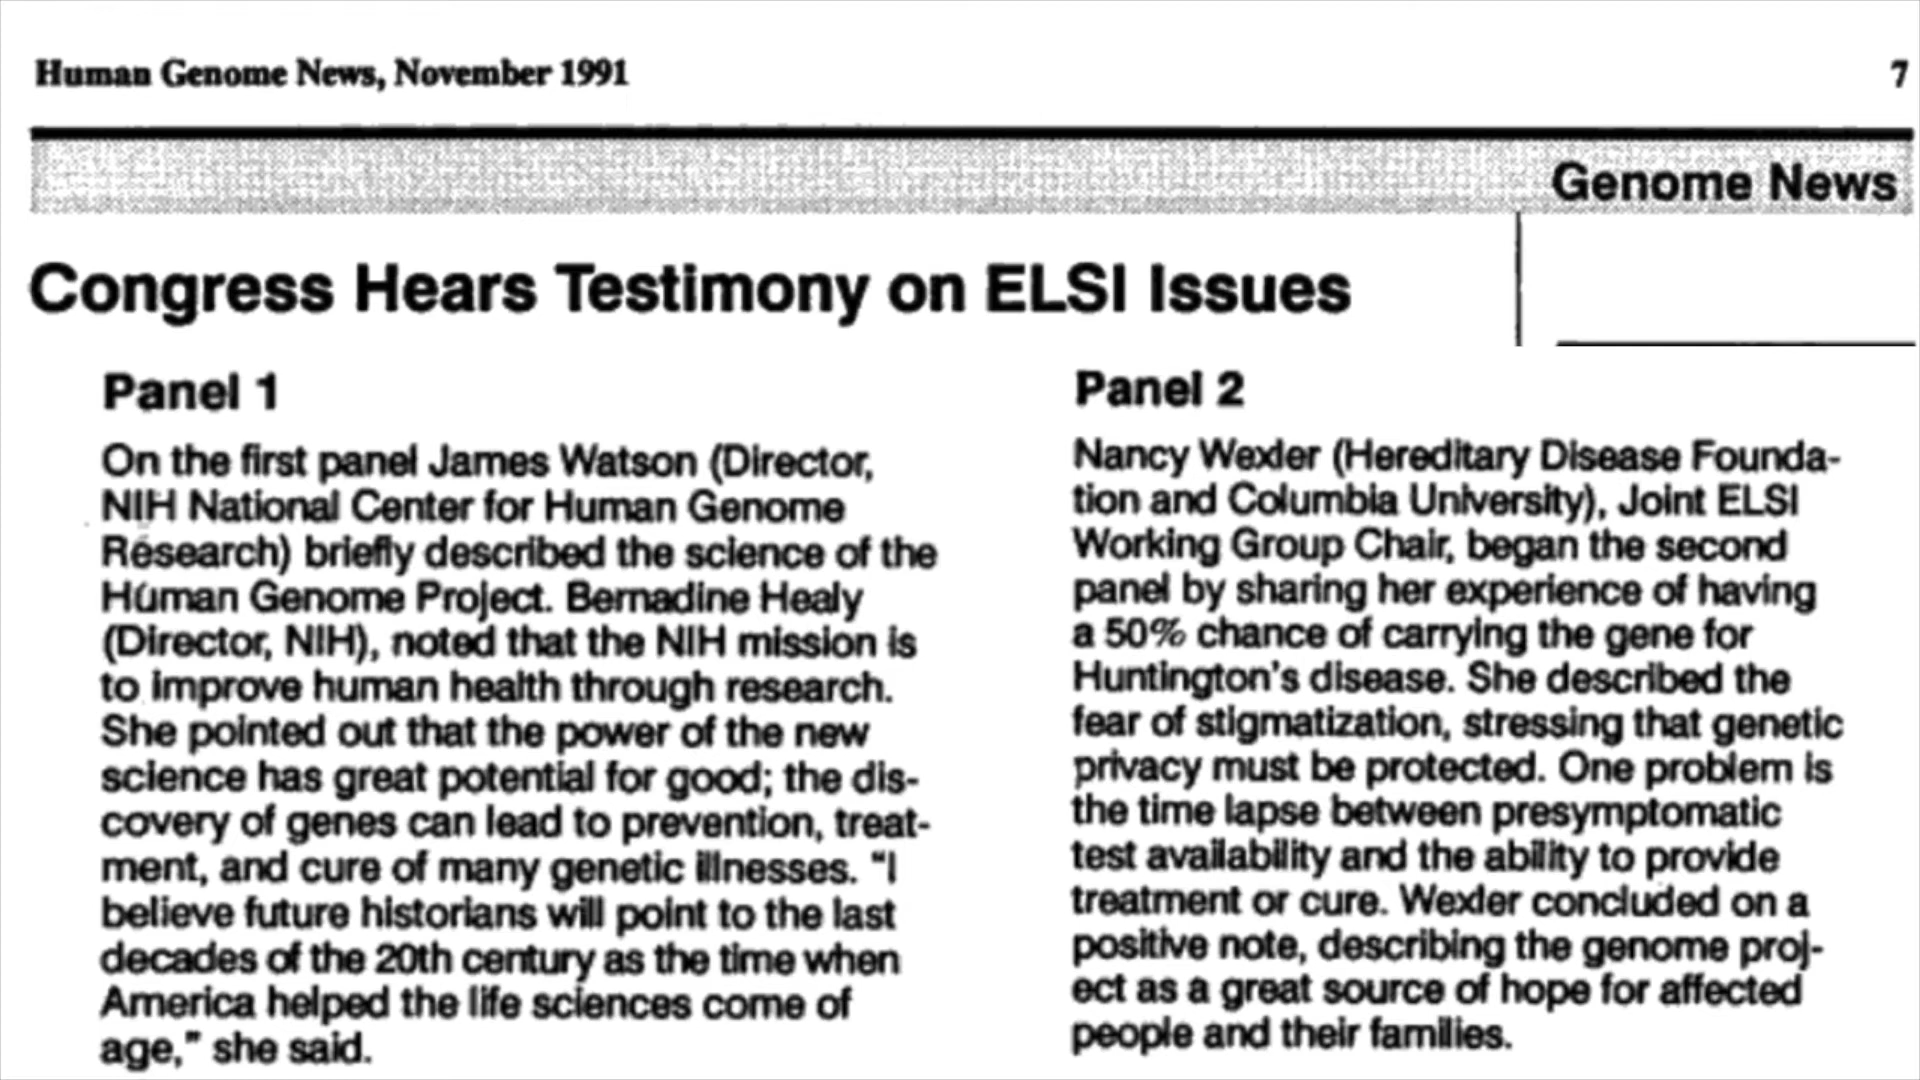 Human Genome News, November 1991
7
Genome News
Congress Hears Testimony on ELSI Issues
Panel 1
On the first panel James Watson (Director,
NIH National Center for Human Genome
Research) briefly described the science of the
Human Genome Project. Bernadine Healy
(Director, NIH), noted that the NIH mission is
to improve human health through research.
She pointed out that the power of the new
science has great potential for good; the dis-
covery of genes can lead to prevention, treat-
ment, and cure of many genetic illnesses. "I
believe future historians will point to the last
decades of the 20th century as the time when
America helped the life sciences come of
age," she said.
Panel 2
Nancy Wexler (Hereditary Disease Founda-
tion and Columbia University), Joint ELSI
Working Group Chair, began the second
panel by sharing her experience of having
a 50% chance of carrying the gene for
Huntington's disease. She described the
fear of stigmatization, stressing that genetic
privacy must be protected. One problem is
the time lapse between presymptomatic
test availability and the ability to provide
treatment or cure. Wexler concluded on a
positive note, describing the genome proj-
ect as a great source of hope for affected
people and their families.